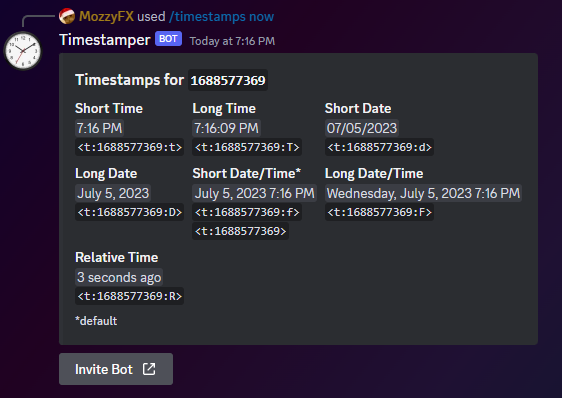 MozzyFX used /timestamps now
Timestamper BOT Today at 7:16 PM
Timestamps for 1688577369
Short Time Long Time Short Date
7:16 PM 7:16:09 PM 07/05/2023
<t:1688577369:t> <t:1688577369:T> <t:1688577369:d>
Long Date Short Date/Time* Long Date/Time
July 5, 2023 July 5, 2023 7:16 PM Wednesday, July 5, 2023 7:16 PM
<t:1688577369:D> <t:1688577369:f> <t:1688577369:F>
<t:1688577369>
Relative Time
3 seconds ago
<t:1688577369:R>
*default
Invite Bot